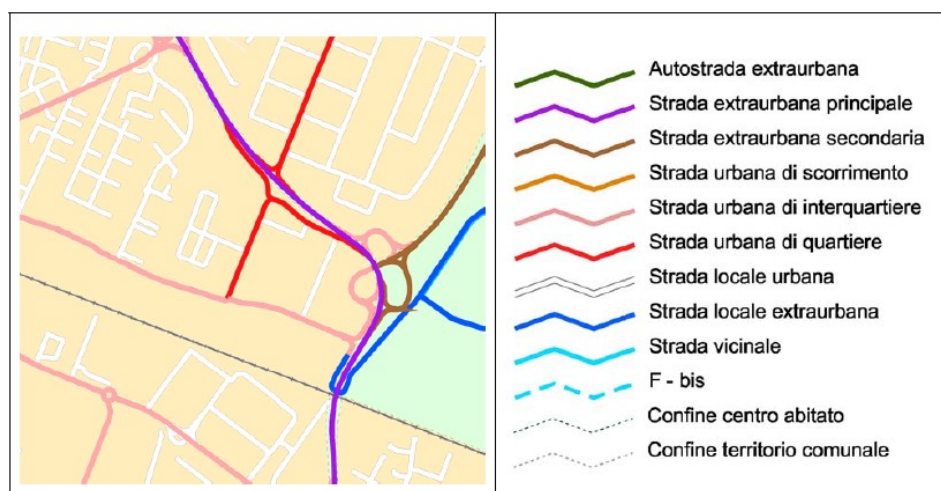 Autostrada extraurbana
Strada extraurbana principale
Strada extraurbana secondaria
Strada urbana di scorrimento
Strada urbana di interquartiere
Strada urbana di quartiere
Strada locale urbana
Strada locale extraurbana
Strada vicinale
F - bis
Confine centro abitato
Confine territorio comunale